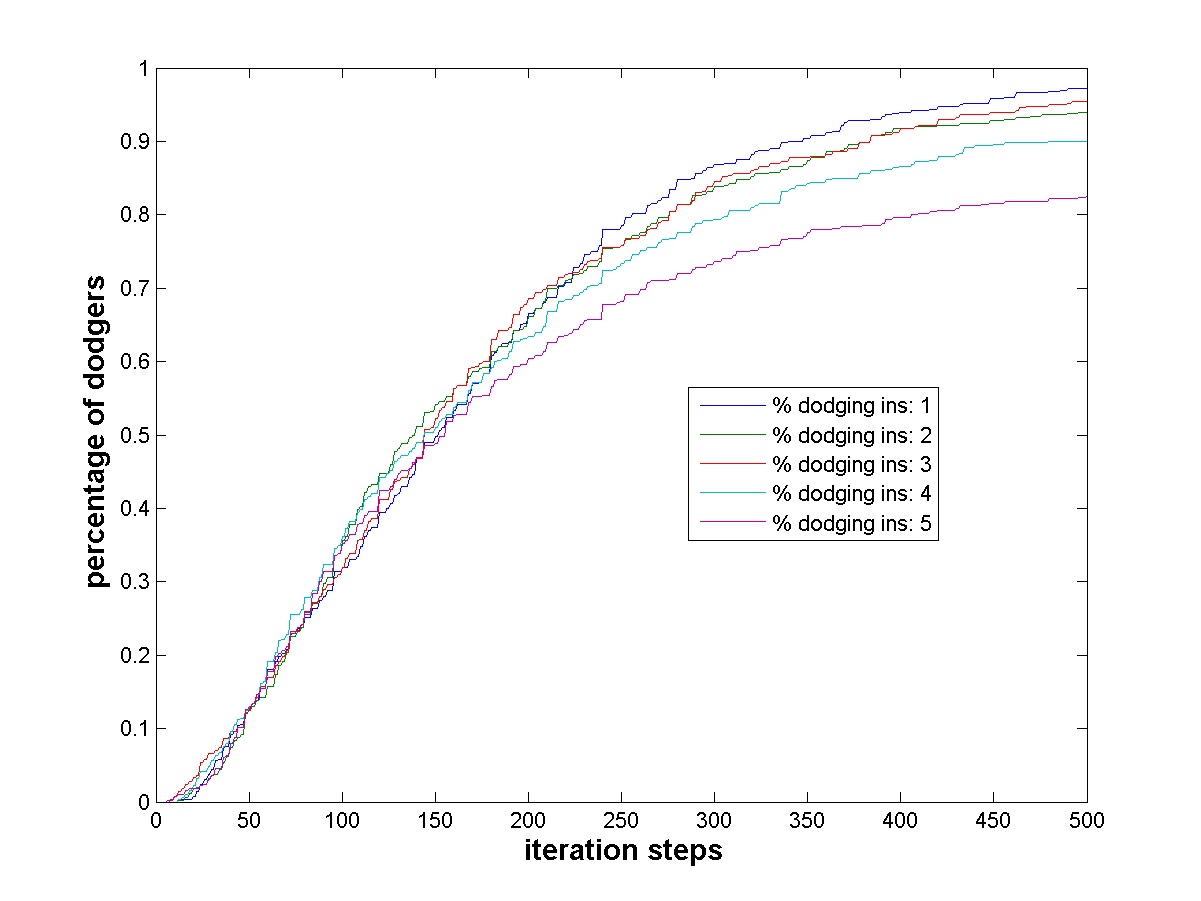 1
0.9
0.8
0.7
0.6
0.5
0.4
0.3
0.2
0.1
0
percentage of dodgers
% dodging ins: 1
% dodging ins: 2
% dodging ins: 3
% dodging ins: 4
% dodging ins: 5
0 50 100 150 200 250 300 350 400 450 500
iteration steps